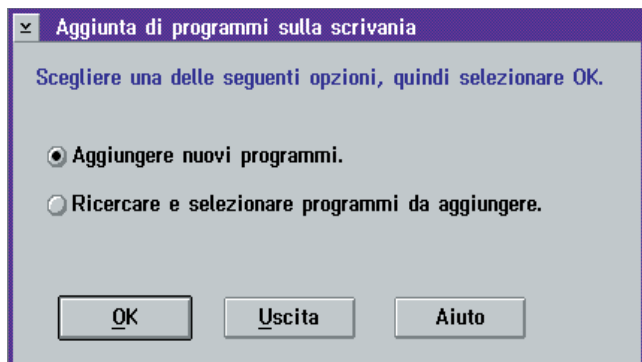 Aggiunta di programmi sulla scrivania
Scegliere una delle seguenti opzioni, quindi selezionare OK.
Aggiungere nuovi programmi.
Ricercare e selezionare programmi da aggiungere.
OK Uscita Aiuto